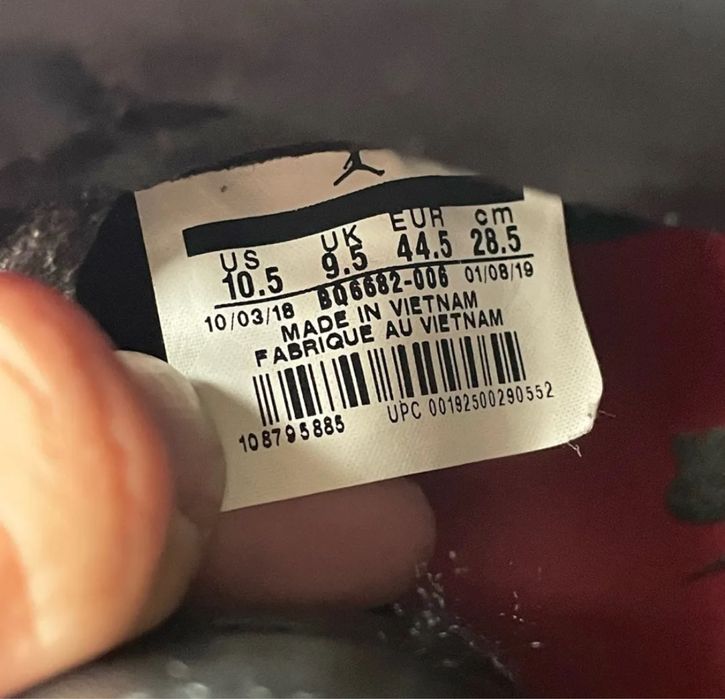 US UK EUR cm
10.5 9.5 44.5 28.5
10/03/18 BQ6682-006 01/08/19
MADE IN VIETNAM
FABRIQUE AU VIETNAM
108795885 UPC 00192500290552